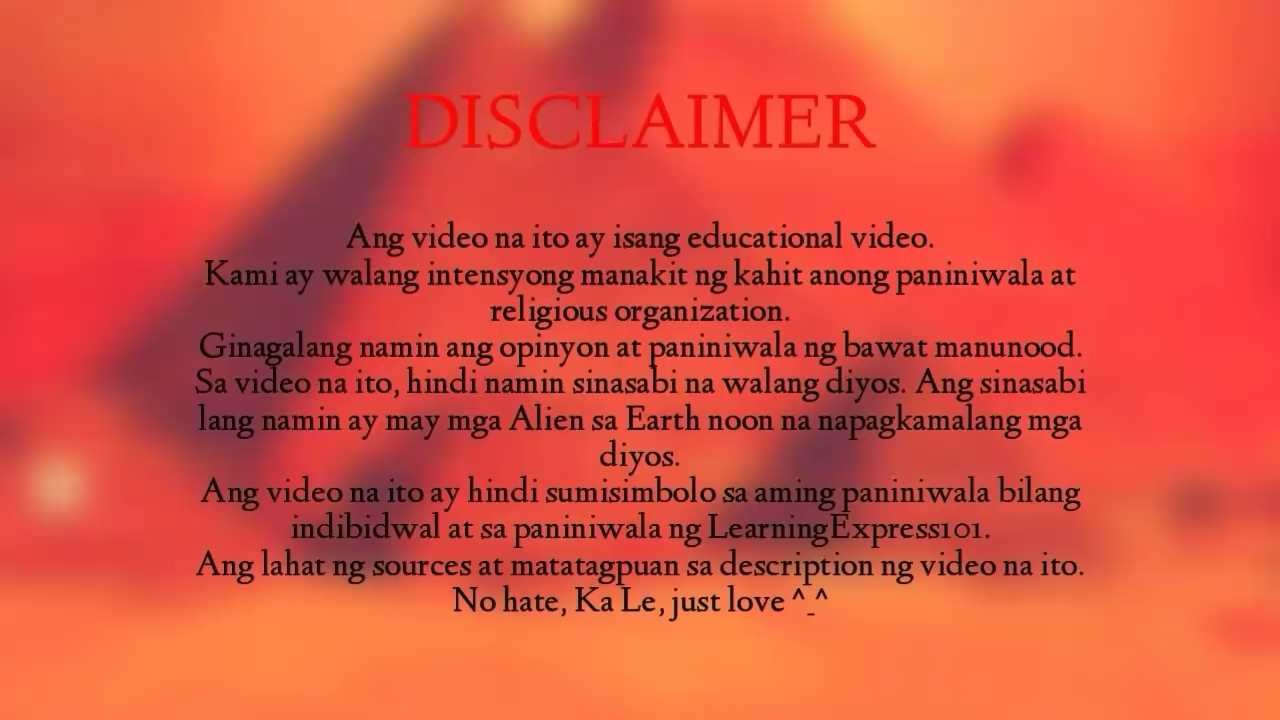 DISCLAIMER
Ang video na ito ay isang educational video.
Kami ay walang intensyong manakit ng kahit anong paniniwala at
religious organization.
Ginagalang namin ang opinyon at paniniwala ng bawat manunood.
Sa video na ito, hindi namin sinasabi na walang diyos. Ang sinasabi
lang namin ay may mga Alien sa Earth noon na napagkamalang mga
diyos.
Ang video na ito ay hindi sumisimbolo sa aming paniniwala bilang
indibidwal at sa paniniwala ng LearningExpress101.
Ang lahat ng sources at matatagpuan sa description ng video na ito.
No hate, Ka Le, just love ^_^